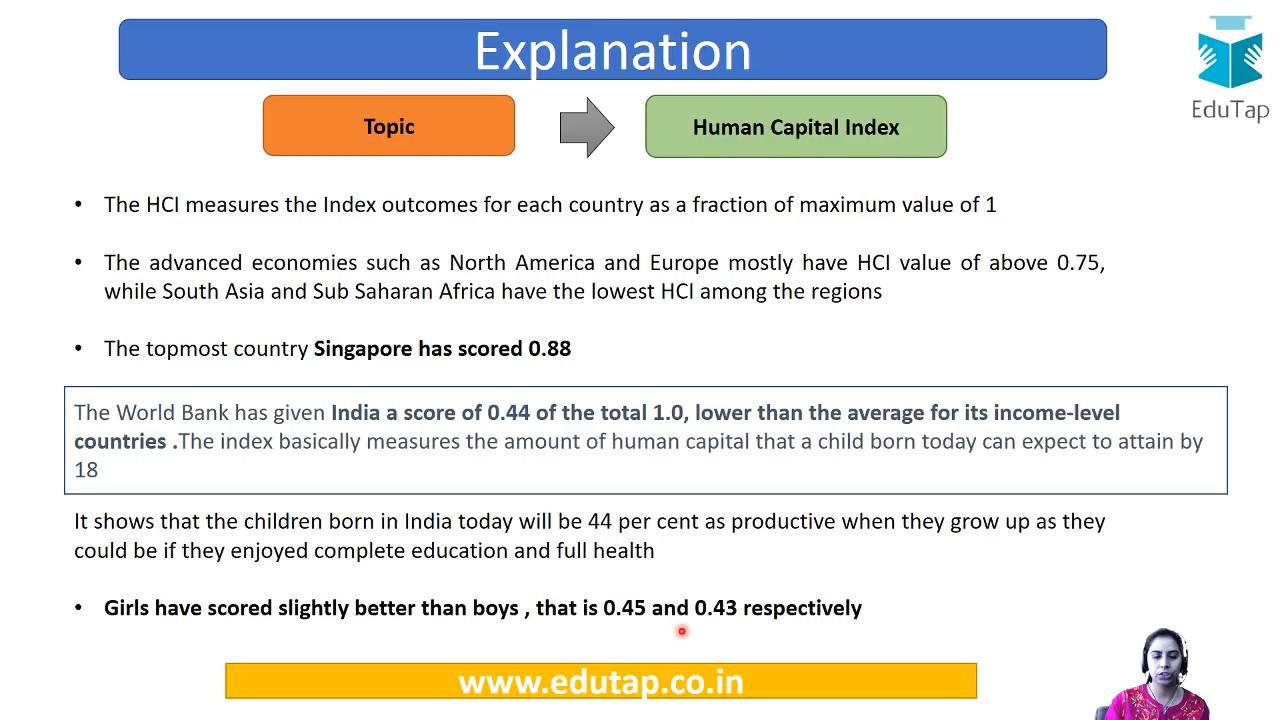 Explanation
EduTap
Topic
Human Capital Index
• The HCI measures the Index outcomes for each country as a fraction of maximum value of 1
• The advanced economies such as North America and Europe mostly have HCI value of above 0.75,
while South Asia and Sub Saharan Africa have the lowest HCI among the regions
• The topmost country Singapore has scored 0.88
The World Bank has given India a score of 0.44 of the total 1.0, lower than the average for its income-level
countries .The index basically measures the amount of human capital that a child born today can expect to attain by
18
It shows that the children born in India today will be 44 per cent as productive when they grow up as they
could be if they enjoyed complete education and full health
• Girls have scored slightly better than boys , that is 0.45 and 0.43 respectively
www.edutap.co.in